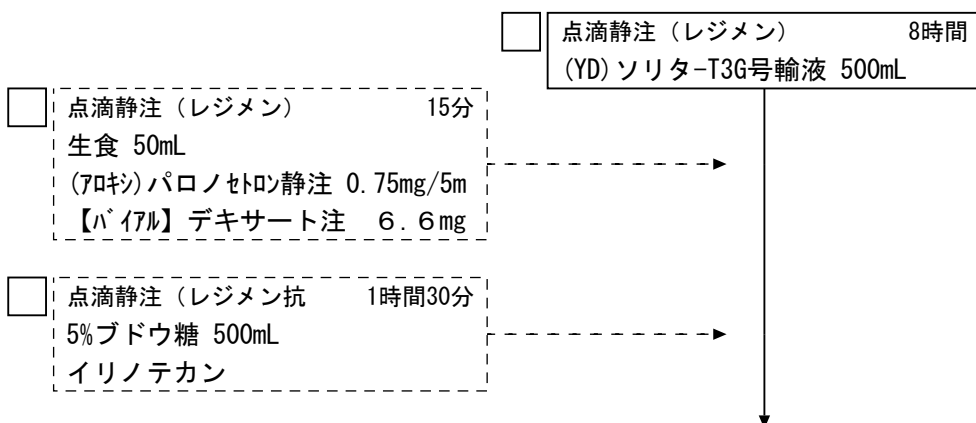 点滴静注（レジメン） 8時間
(YD)ソリタ-T3G号輸液 500mL
点滴静注（レジメン） 15分
生食 50mL
(ｱﾛｷｼ)パロノｾﾄﾛﾝ静注 0.75mg/5m
【ﾊﾞｲｱﾙ】デキサート注 ６.６mg
点滴静注（レジメン抗 1時間30分
5%ブドウ糖 500mL
イリノテカン